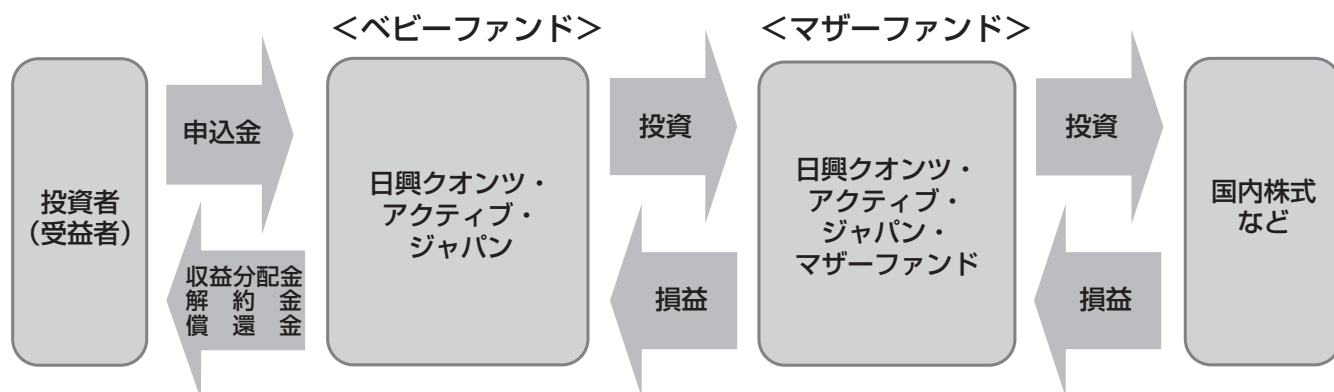 <ベビーファンド>
<マザーファンド>
投資者
(受益者)
申込金
収益分配金
解約金
償還金
日興クオンツ・
アクティブ・
ジャパン
投資
損益
日興クオンツ・
アクティブ・
ジャパン・
マザーファンド
投資
損益
国内株式
など